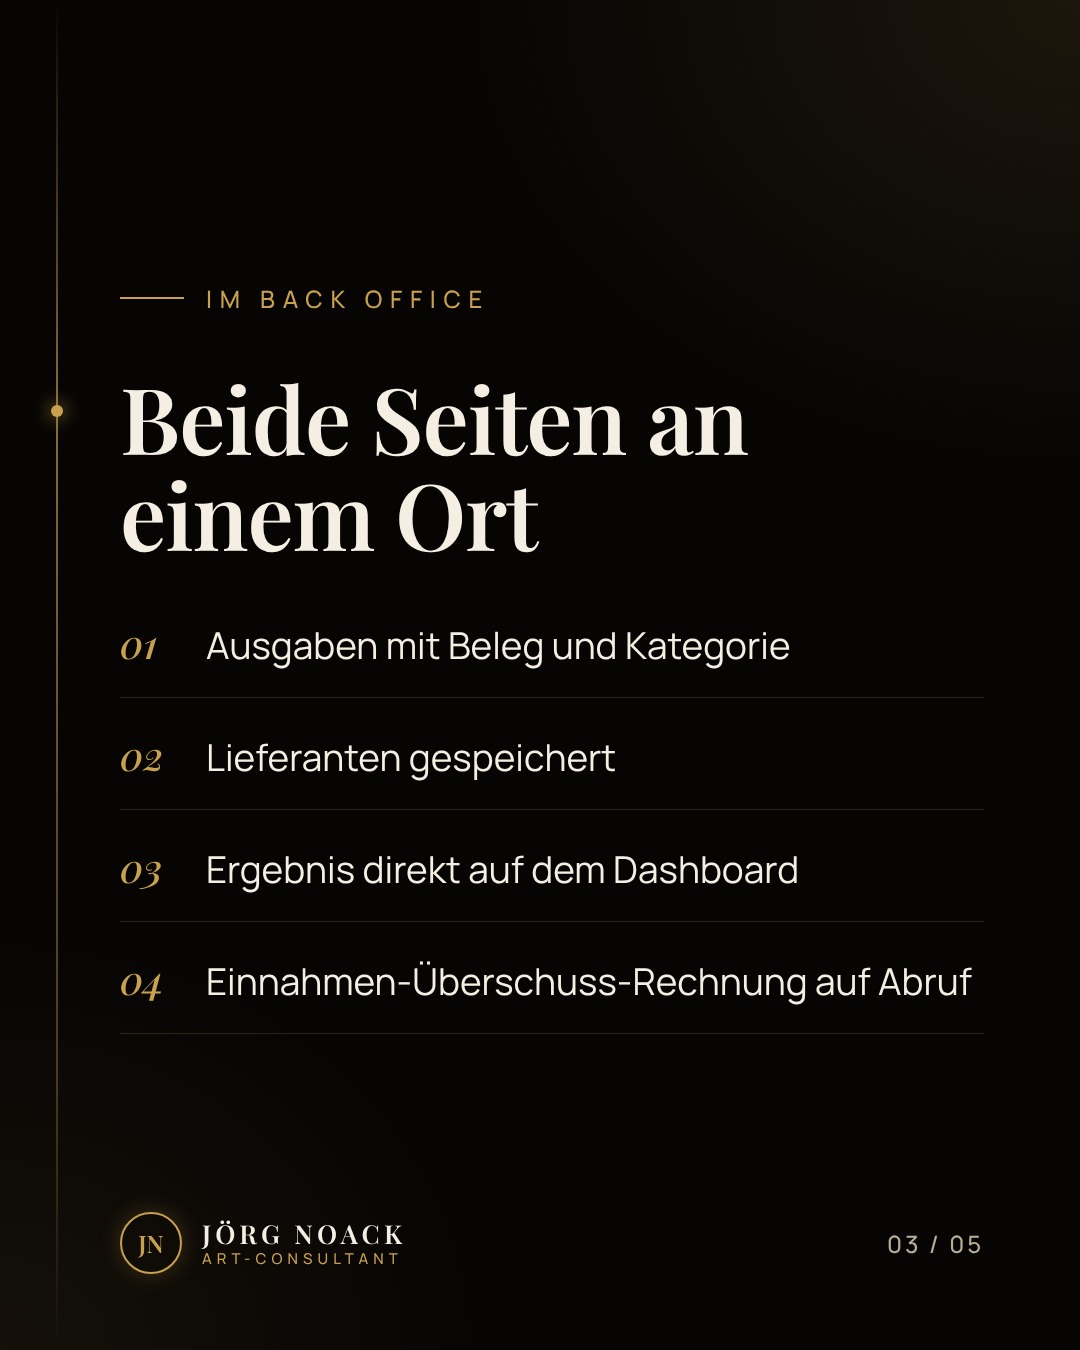 IM BACK OFFICE
Beide Seiten an
einem Ort
01 Ausgaben mit Beleg und Kategorie
02 Lieferanten gespeichert
03 Ergebnis direkt auf dem Dashboard
04 Einnahmen-Überschuss-Rechnung auf Abruf
JN
JÖRG NOACK
ART-CONSULTANT
03 / 05